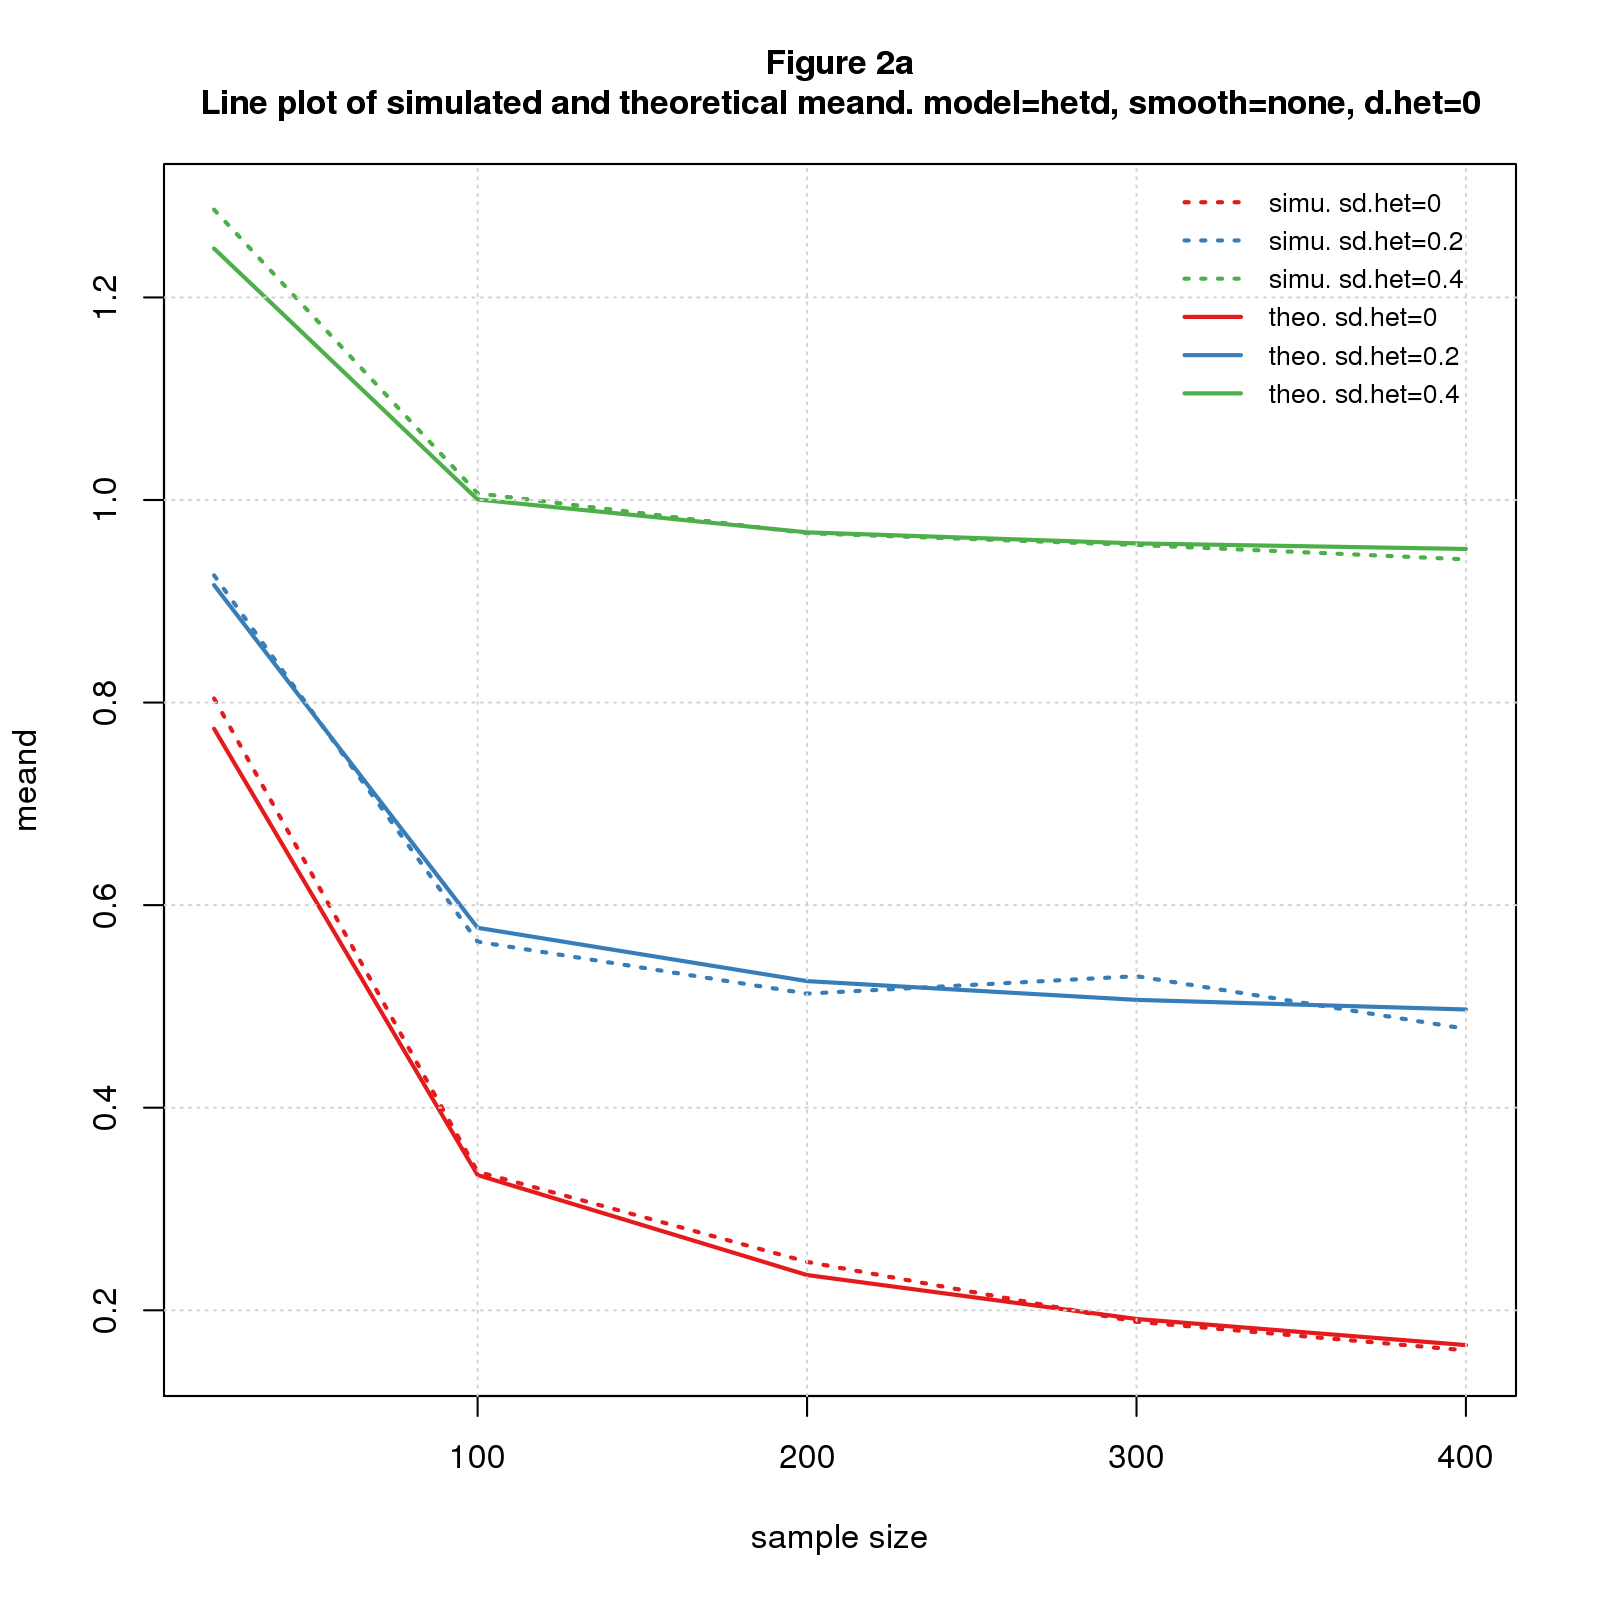 Figure 2a
Line plot of simulated and theoretical meand. model=hetd, smooth=none, d.het=0
simu. sd.het=0
simu. sd.het=0.2
simu. sd.het=0.4
theo. sd.het=0
theo. sd.het=0.2
theo. sd.het=0.4
1.2
1.0
0.8
0.6
0.4
0.2
meand
100 200 300 400
sample size